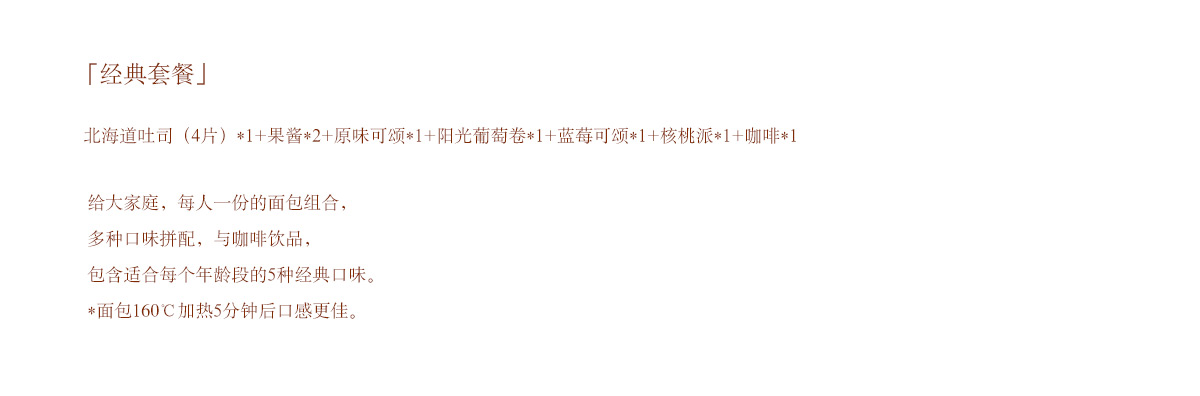 「经典套餐」
北海道吐司（4片）*1+果酱*2+原味可颂*1+阳光葡萄卷*1+蓝莓可颂*1+核桃派*1+咖啡*1
给大家庭，每人一份的面包组合，
多种口味拼配，与咖啡饮品，
包含适合每个年龄段的5种经典口味。
*面包160℃加热5分钟后口感更佳。